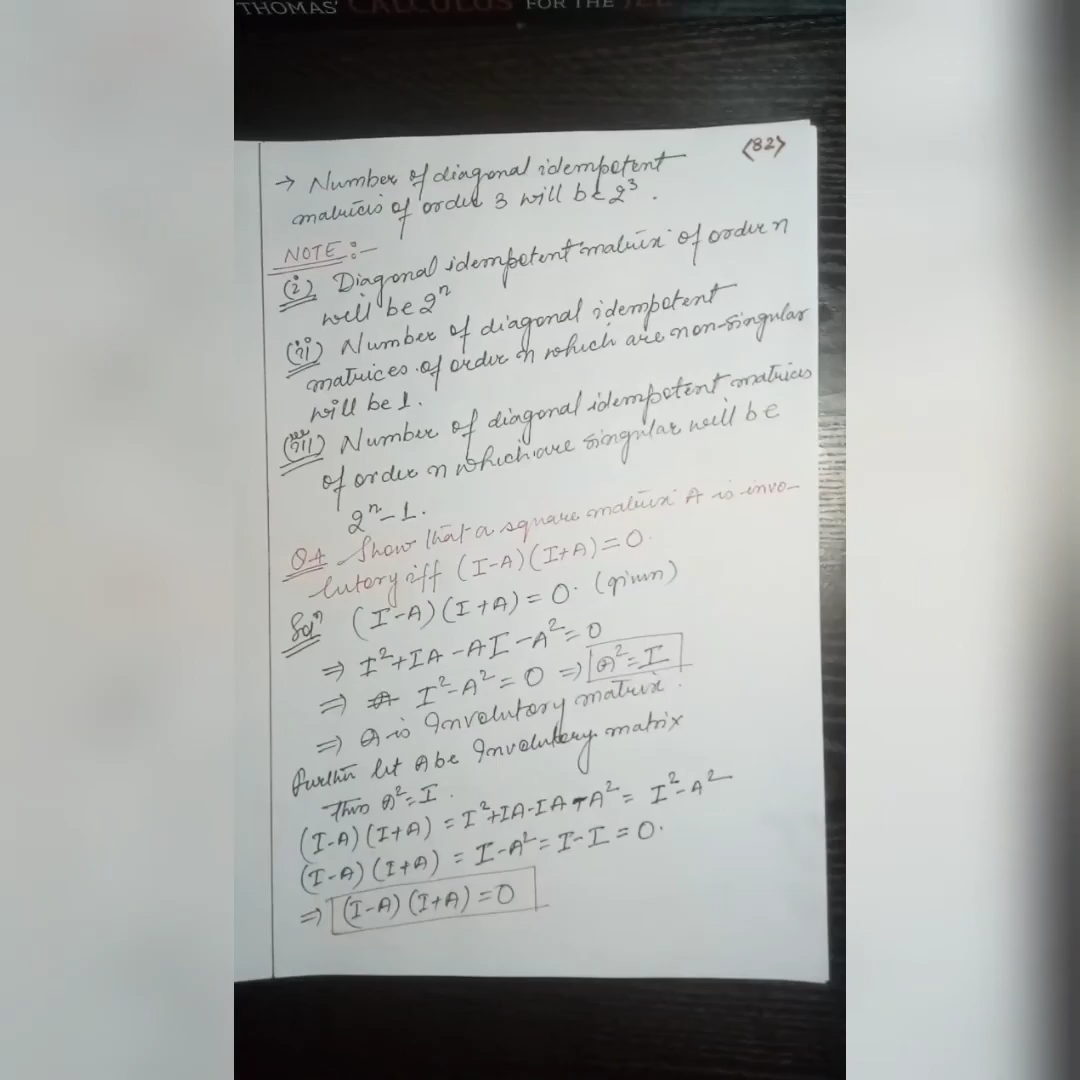 THOMAS' CALCULUS FOR THE JEE
<82>
→ Number of diagonal idempotent
matricis of order 3 will be 2³.
NOTE :-
(i) Diagonal idempotent matrix of order n
will be 2ⁿ
(ii) Number of diagonal idempotent
matrices of order n which are non-singular
will be 1.
(iii) Number of diagonal idempotent matrices
of order n which are singular will be
2ⁿ-1.
Q.4 Show that a square matrix A is invo-
lutory iff (I-A)(I+A)=0.
Solⁿ (I-A)(I+A) = 0. (given)
⇒ I²+IA-AI-A²=0
⇒ I²-A² = 0 ⇒ A²=I
⇒ A is Involutory matrix.
further let A be Involutory matrix
Then A²=I.
(I-A)(I+A) = I²+IA-IA-A² = I²-A²
(I-A)(I+A) = I-A²=I-I=0.
⇒ (I-A)(I+A)=0